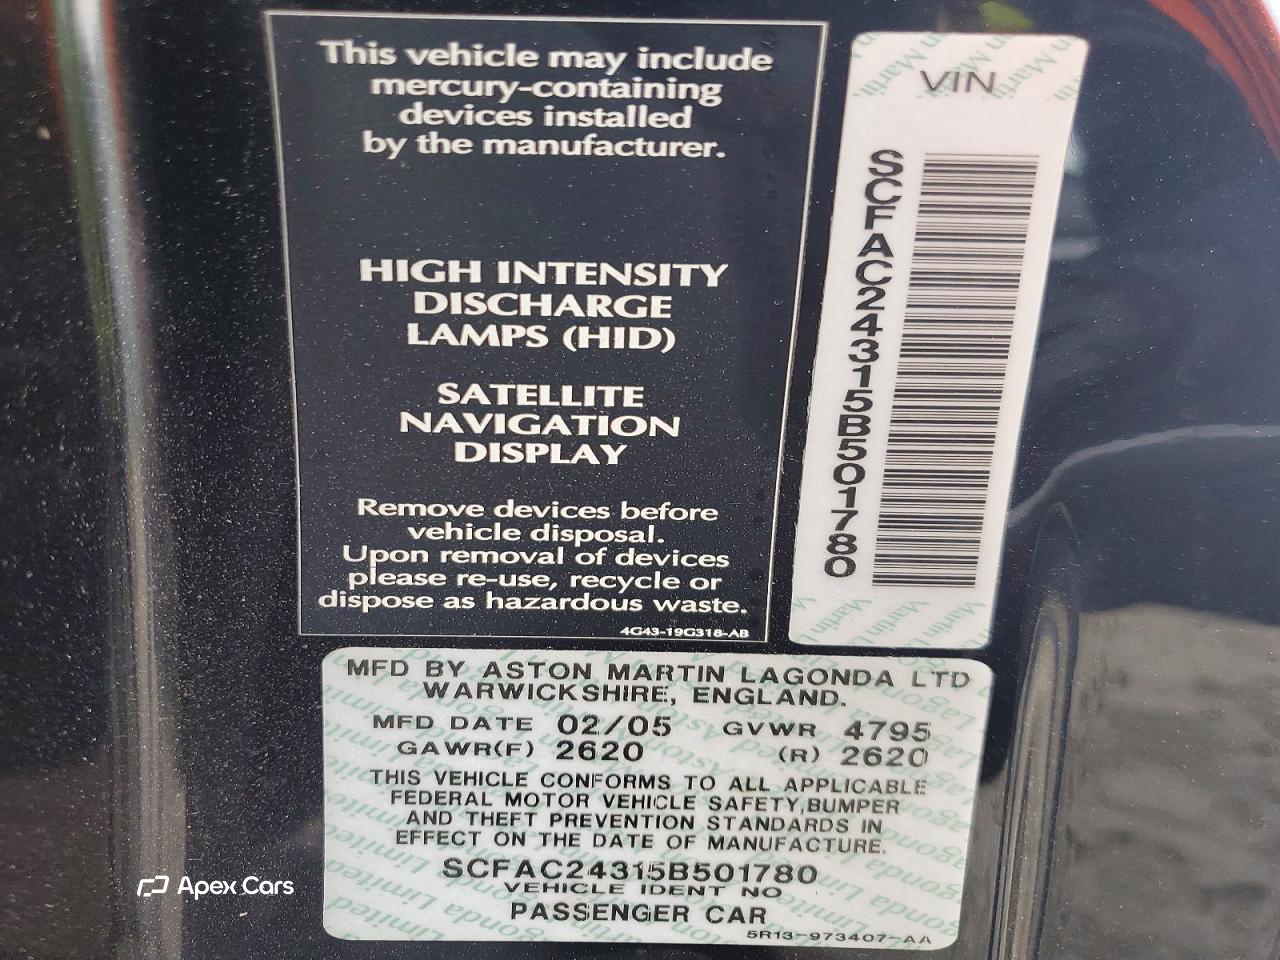 This vehicle may include
mercury-containing
devices installed
by the manufacturer.
HIGH INTENSITY
DISCHARGE
LAMPS (HID)
SATELLITE
NAVIGATION
DISPLAY
Remove devices before
vehicle disposal.
Upon removal of devices
please re-use, recycle or
dispose as hazardous waste.
4G43-19G318-AB
VIN
SCFAC24315B501780
MFD BY ASTON MARTIN LAGONDA LTD
WARWICKSHIRE, ENGLAND.
MFD DATE 02/05 GVWR 4795
GAWR(F) 2620 (R) 2620
THIS VEHICLE CONFORMS TO ALL APPLICABLE
FEDERAL MOTOR VEHICLE SAFETY,BUMPER
AND THEFT PREVENTION STANDARDS IN
EFFECT ON THE DATE OF MANUFACTURE.
SCFAC24315B501780
VEHICLE IDENT NO
PASSENGER CAR
5R13-973407-AA
Apex Cars